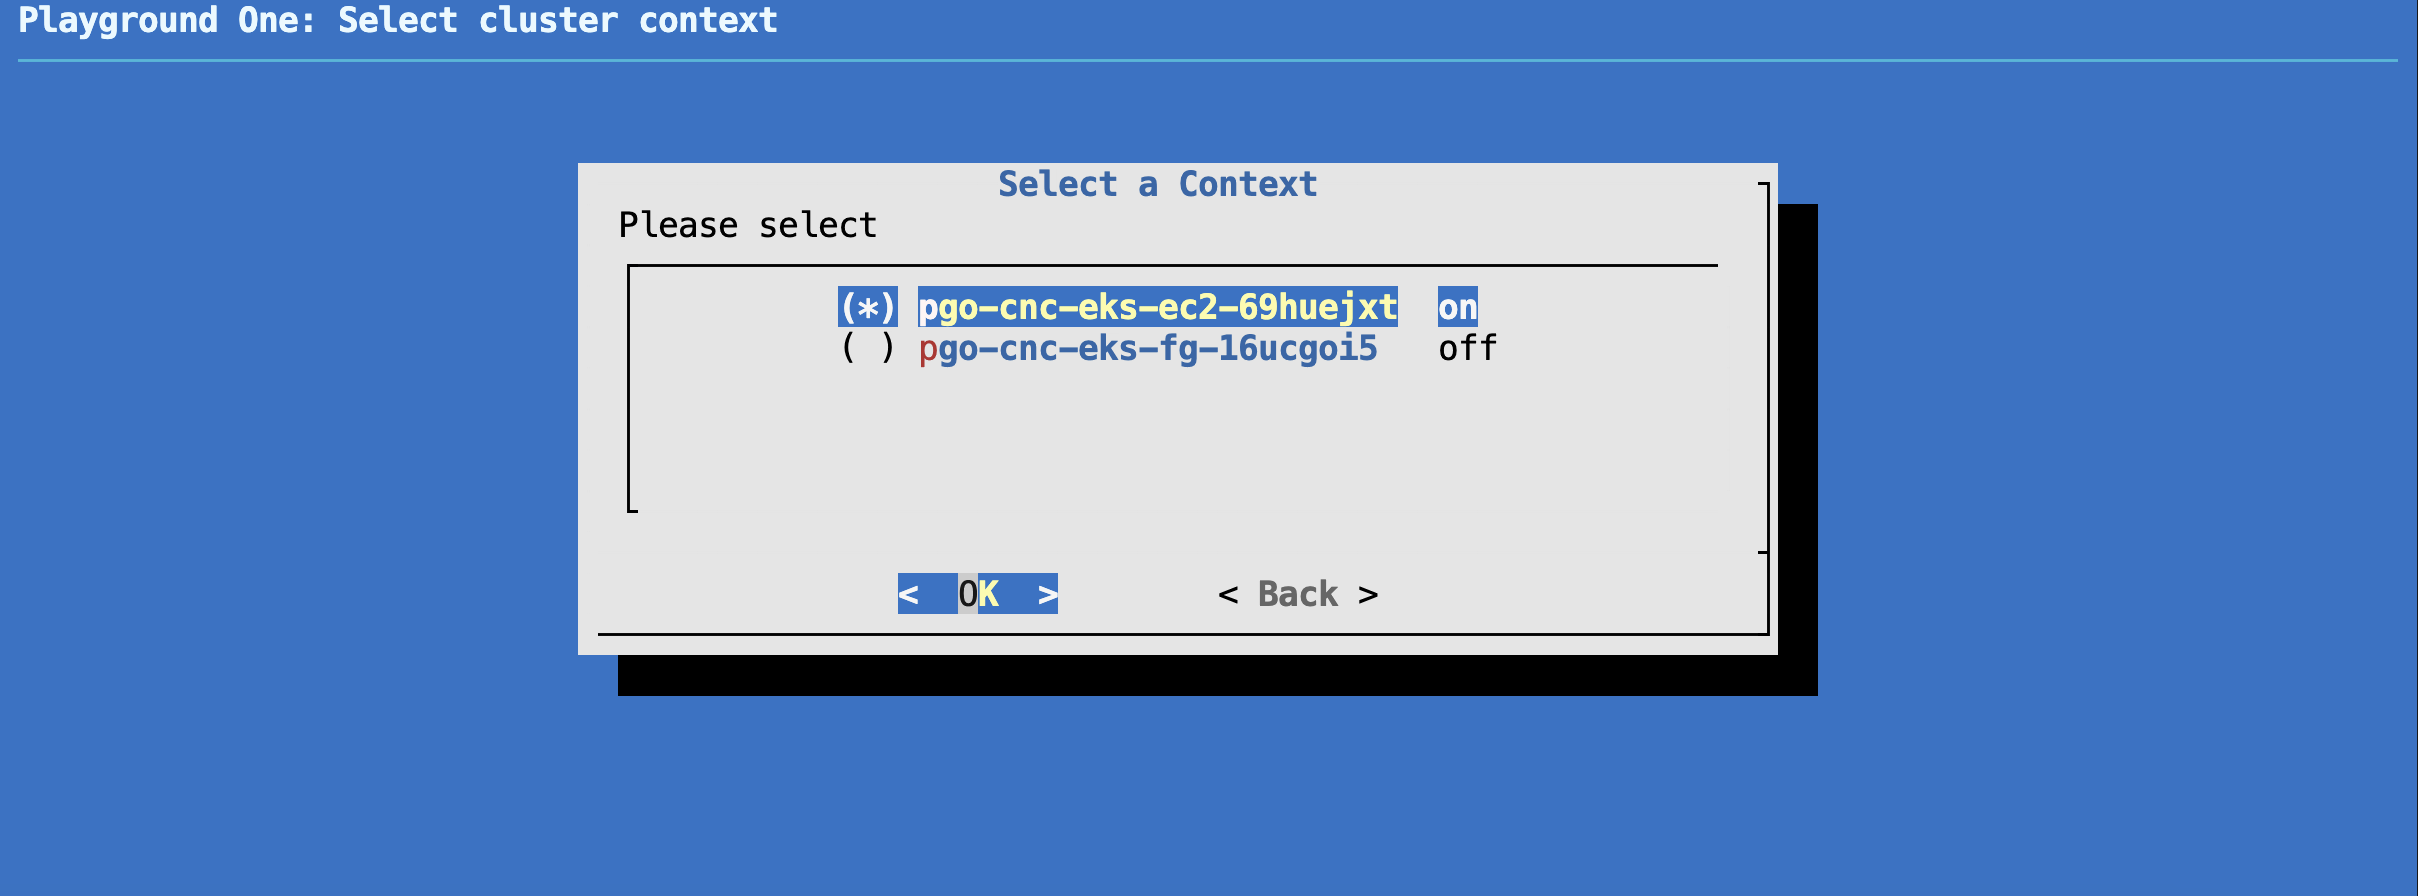 Playground One: Select cluster context
Select a Context
Please select
(*) pgo-cnc-eks-ec2-69huejxt on
( ) pgo-cnc-eks-fg-16ucgoi5 off
< OK > < Back >